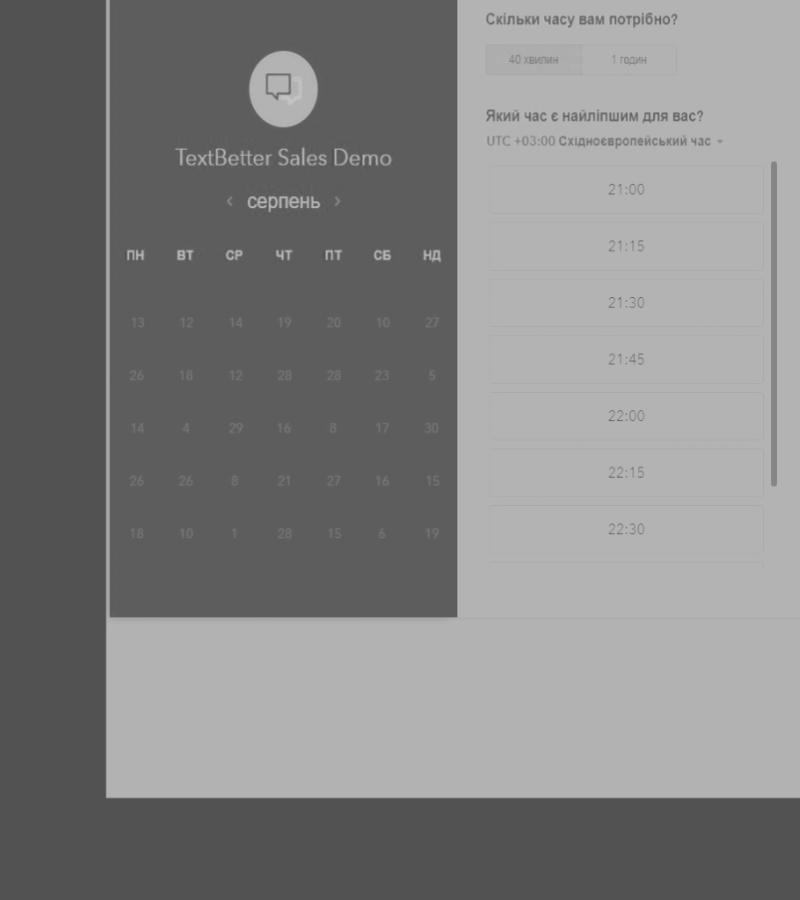 TextBetter Sales Demo
‹ серпень ›
ПН ВТ СР ЧТ ПТ СБ НД
13 12 14 19 20 10 27
26 18 12 28 28 23 5
14 4 29 16 8 17 30
26 26 8 21 27 16 15
18 10 1 28 15 6 19
Скільки часу вам потрібно?
40 хвилин 1 годин
Який час є найліпшим для вас?
UTC +03:00 Східноєвропейський час
21:00
21:15
21:30
21:45
22:00
22:15
22:30